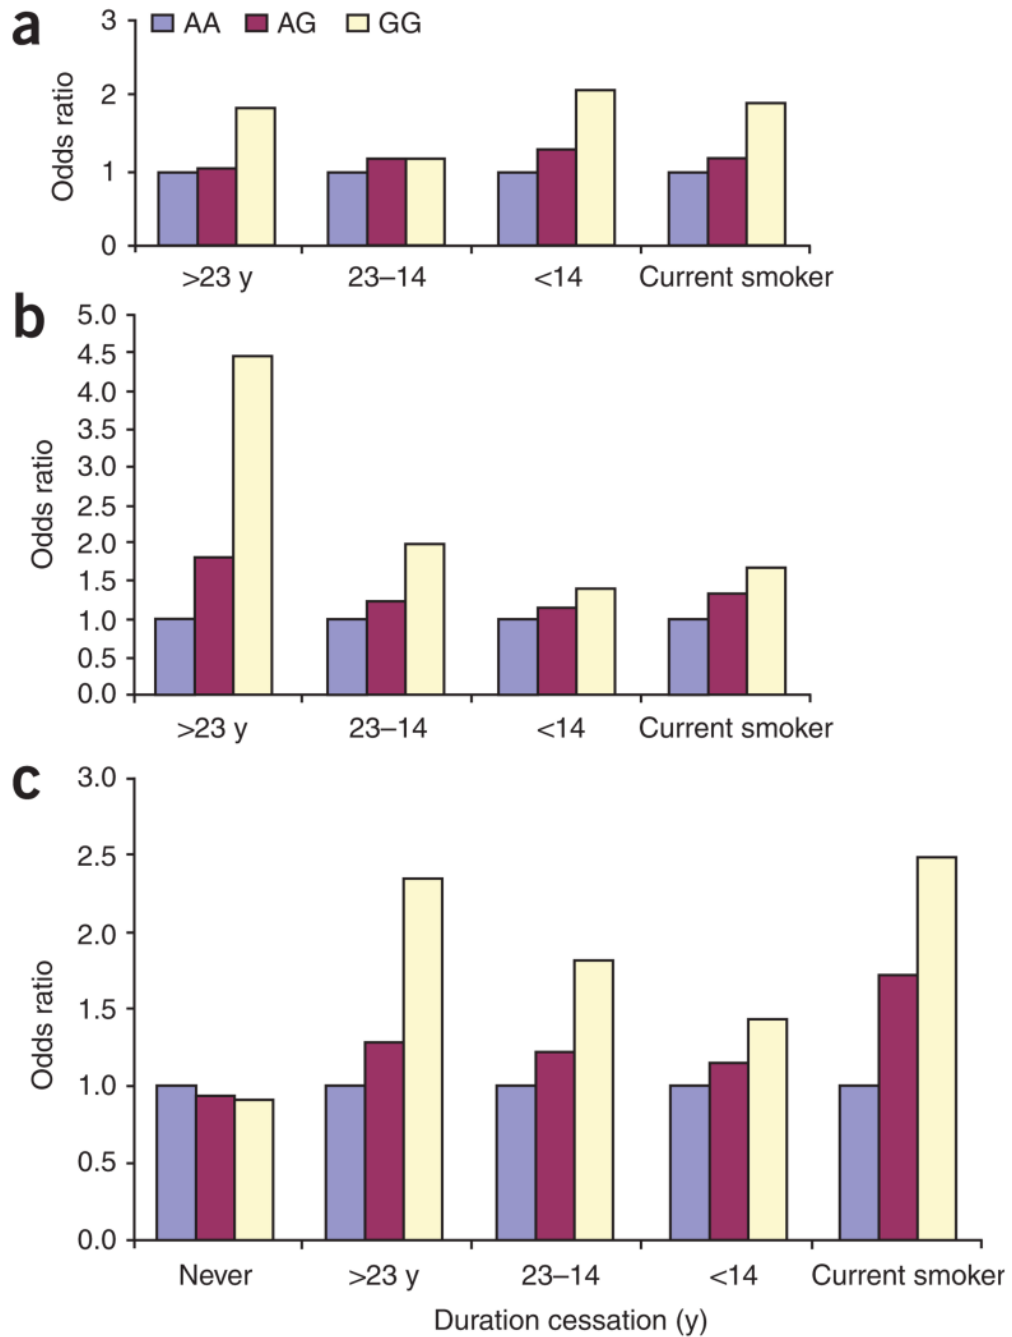 a
AA AG GG
Odds ratio
3
2
1
0
>23 y 23–14 <14 Current smoker
b
Odds ratio
5.0
4.5
4.0
3.5
3.0
2.5
2.0
1.5
1.0
0.5
0.0
>23 y 23–14 <14 Current smoker
c
Odds ratio
3.0
2.5
2.0
1.5
1.0
0.5
0.0
Never >23 y 23–14 <14 Current smoker
Duration cessation (y)